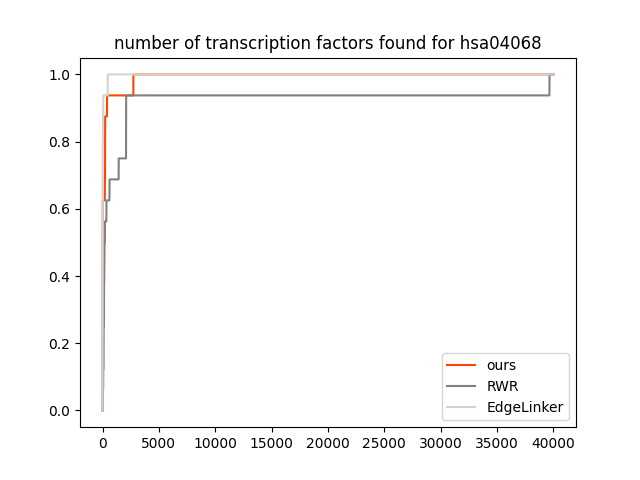 number of transcription factors found for hsa04068
1.0
0.8
0.6
0.4
0.2
0.0
0 5000 10000 15000 20000 25000 30000 35000 40000
ours
RWR
EdgeLinker